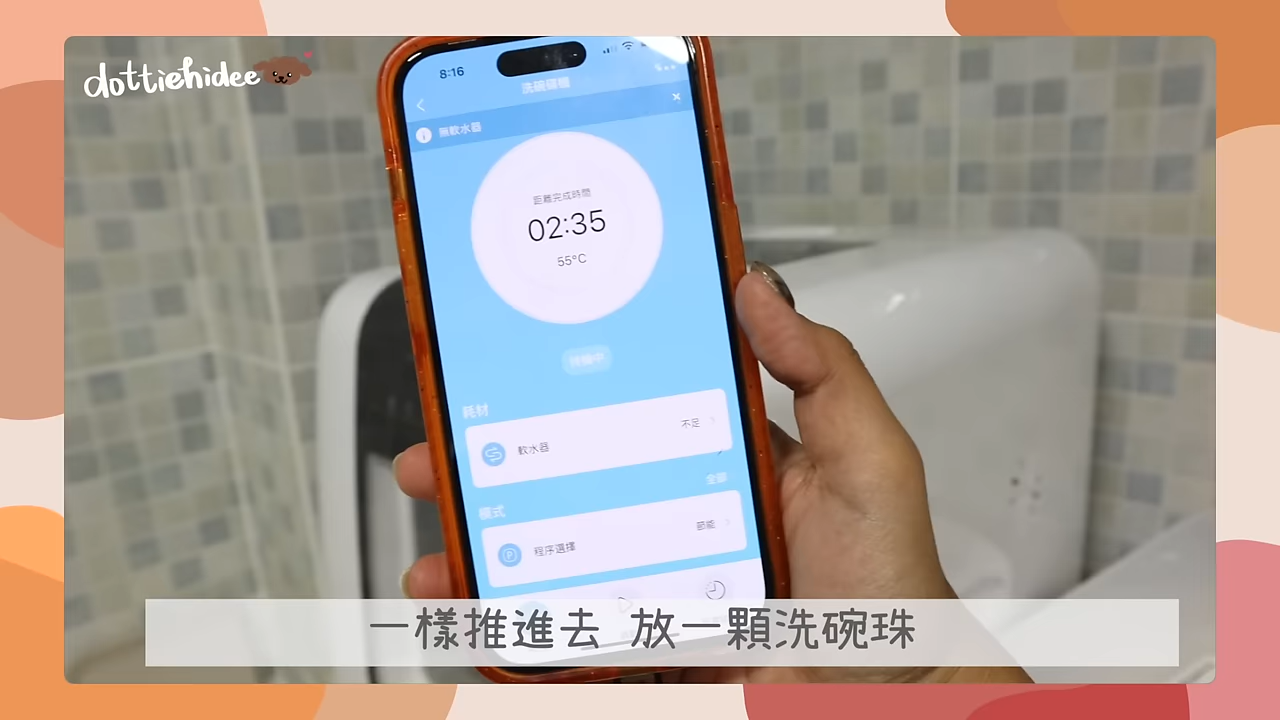 dottiehidee
8:16
洗碗機櫃
無軟水器
距離完成時間
02:35
55°C
待機中
耗材
軟水器
不足
全部
模式
程序選擇
節能
一樣推進去 放一顆洗碗珠